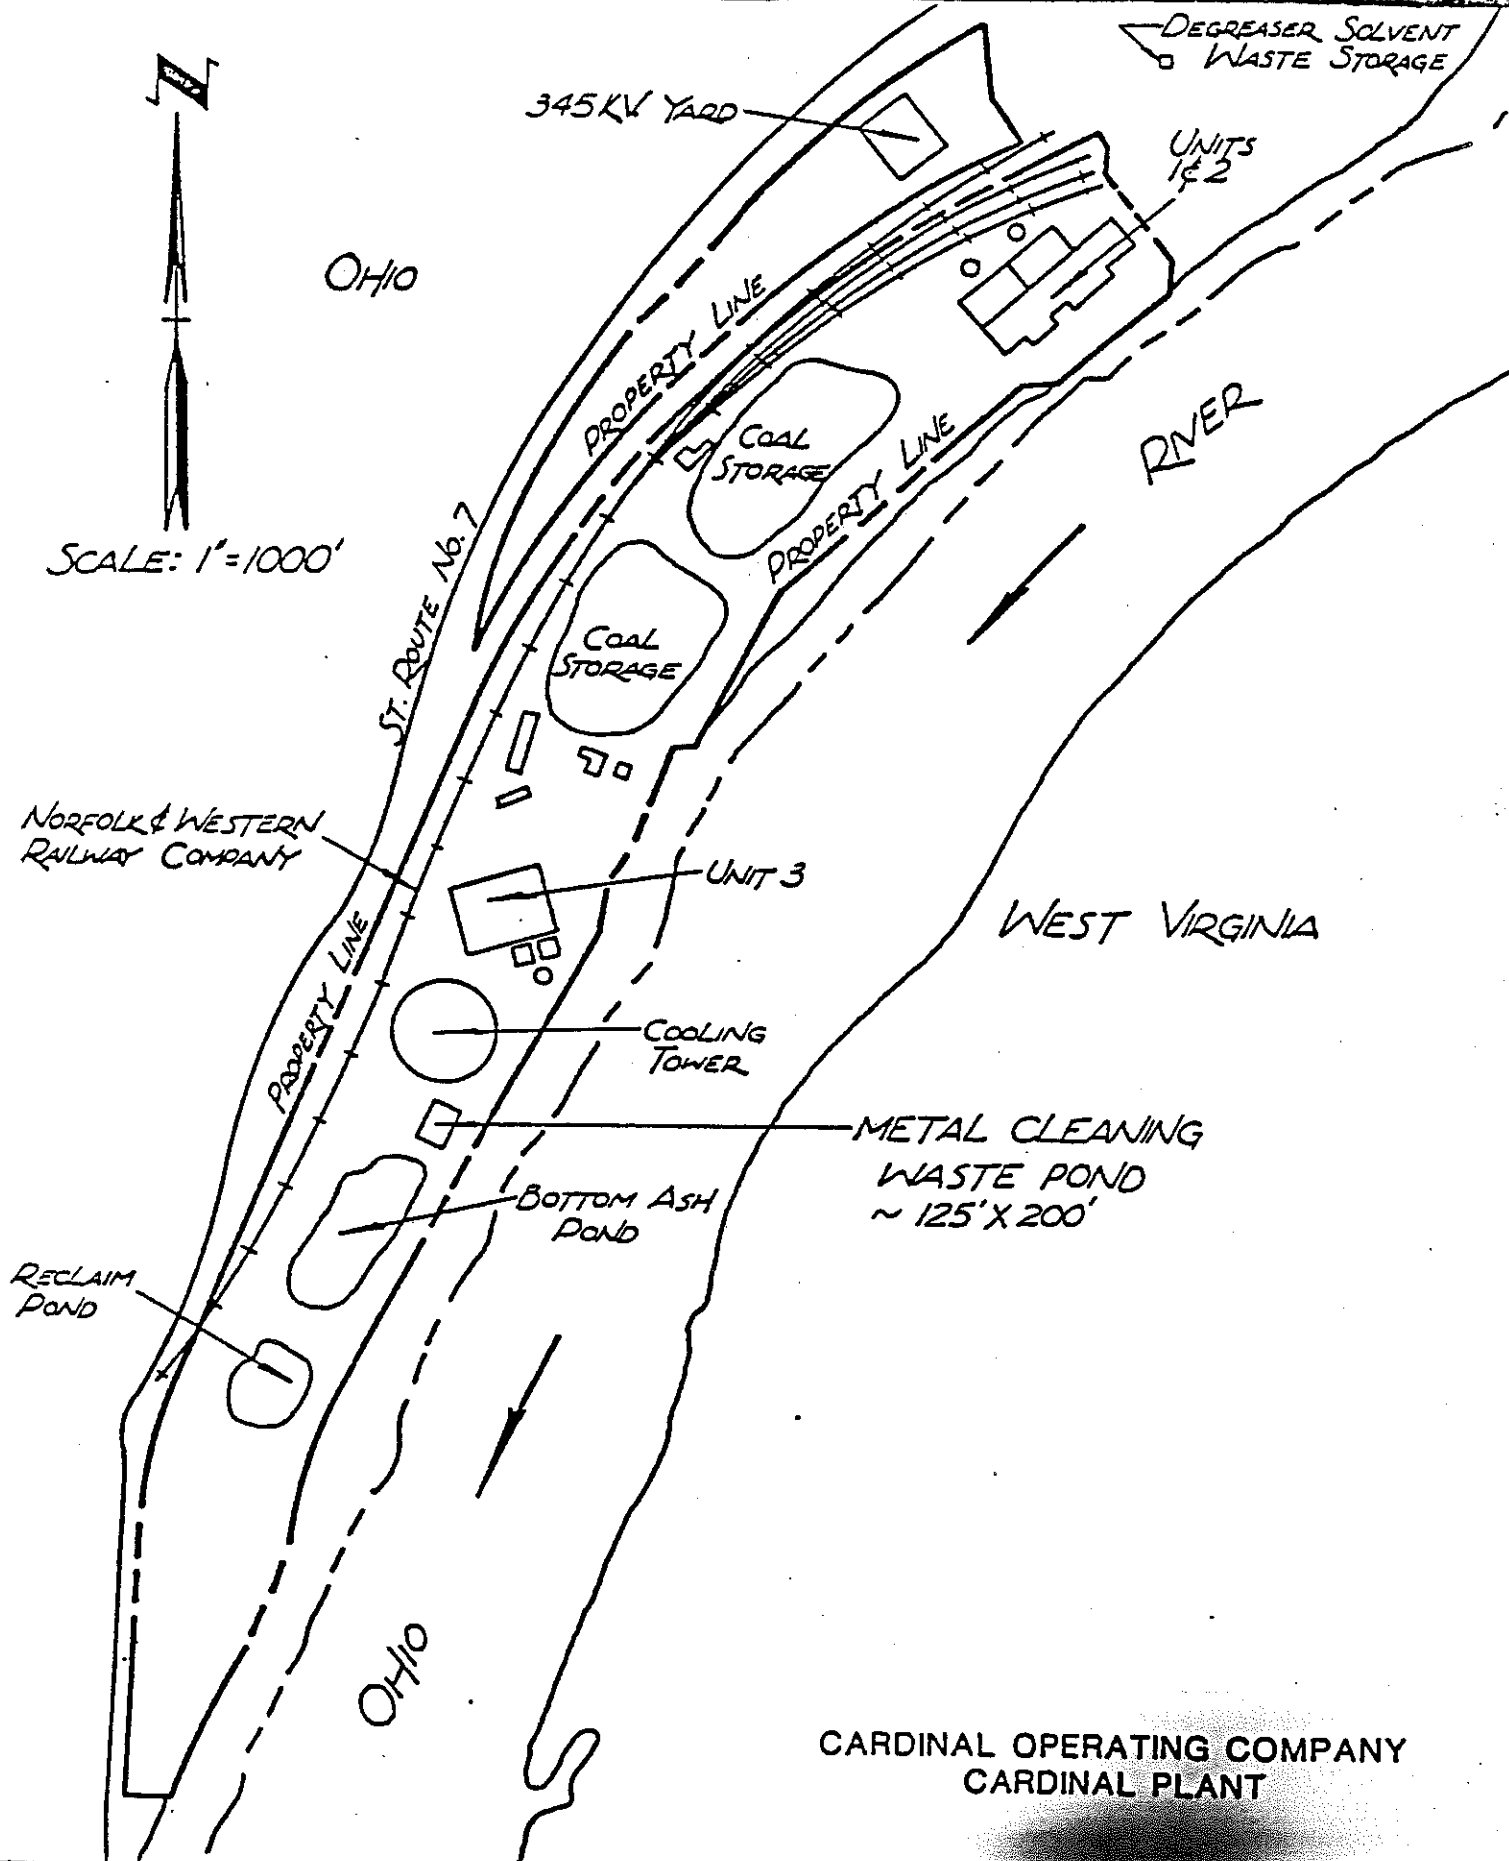 DEGREASER SOLVENT
WASTE STORAGE
345KV YARD
UNITS
1&2
OHIO
PROPERTY LINE
RIVER
COAL
STORAGE
PROPERTY LINE
SCALE: 1"=1000'
ST. ROUTE No. 7
COAL
STORAGE
NORFOLK & WESTERN
RAILWAY COMPANY
UNIT 3
WEST VIRGINIA
PROPERTY LINE
COOLING
TOWER
METAL CLEANING
WASTE POND
~ 125' X 200'
BOTTOM ASH
POND
RECLAIM
POND
OHIO
CARDINAL OPERATING COMPANY
CARDINAL PLANT